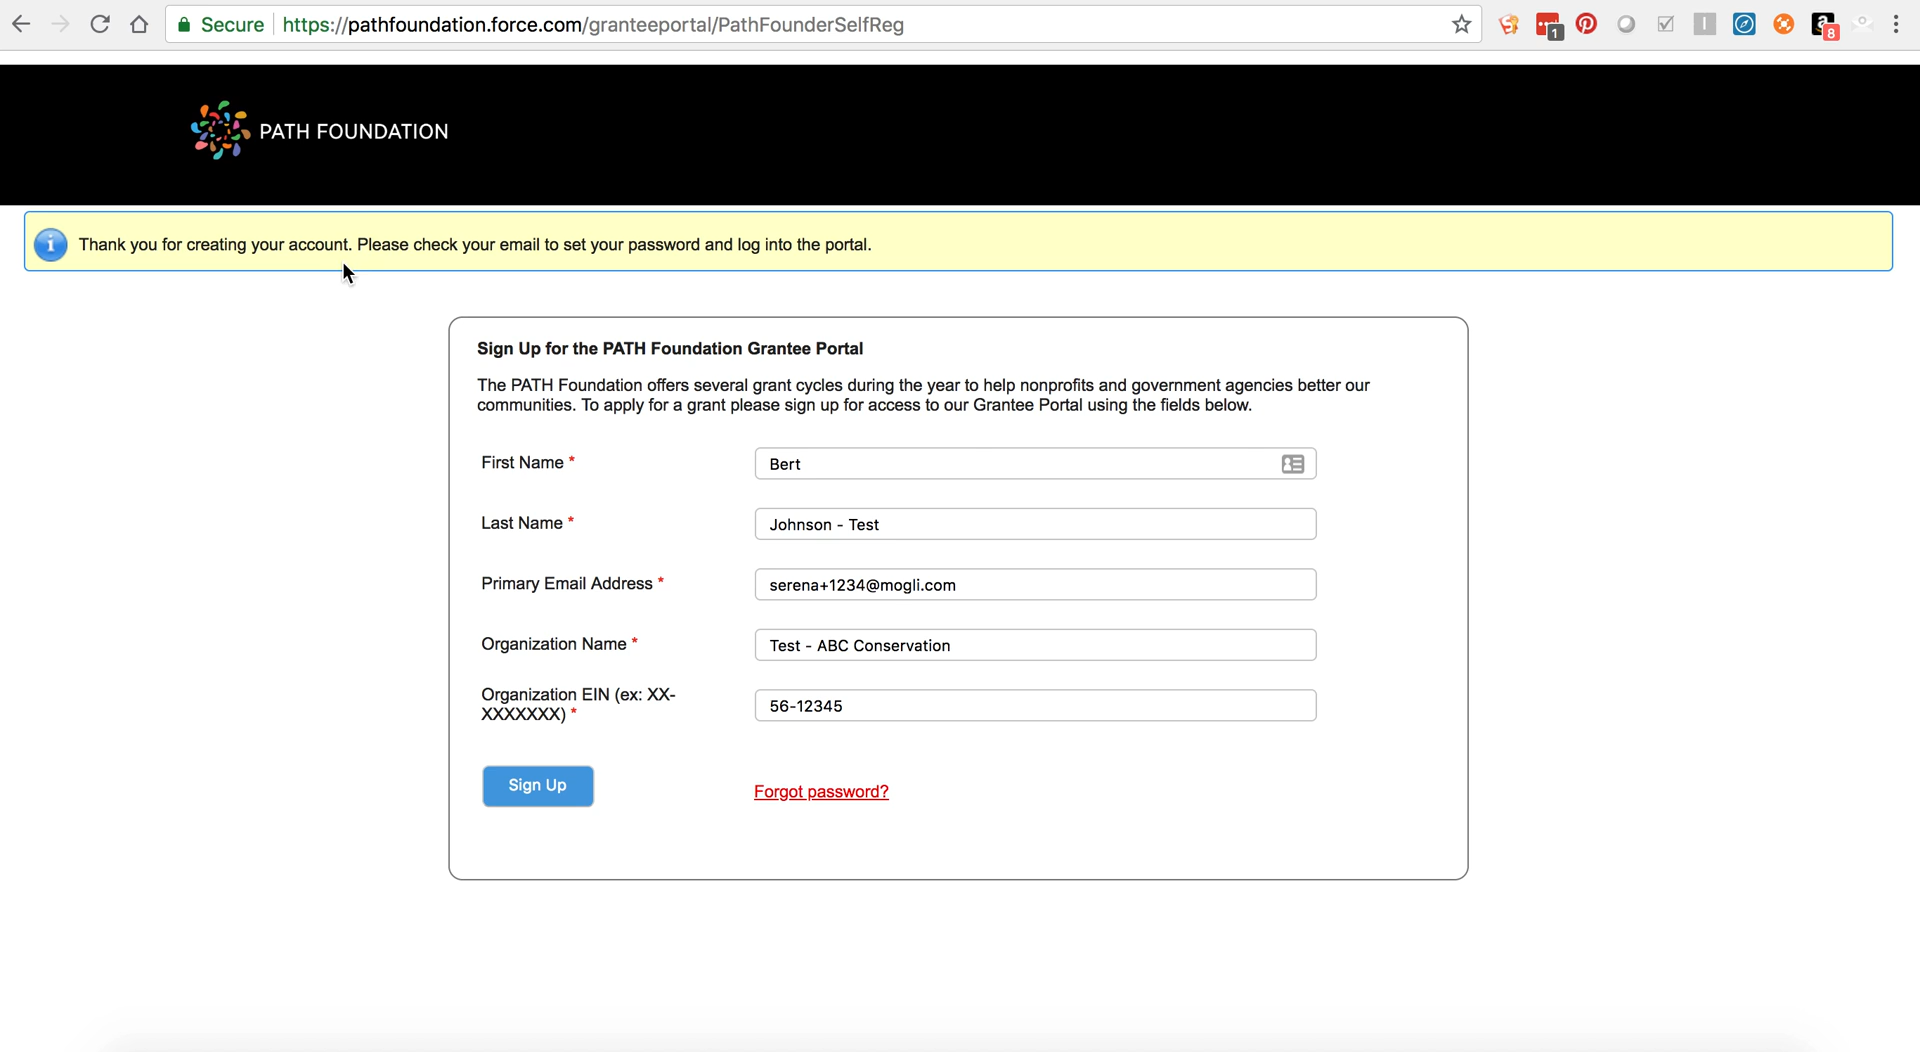 Secure https://pathfoundation.force.com/granteeportal/PathFounderSelfReg
1
8
PATH FOUNDATION
Thank you for creating your account. Please check your email to set your password and log into the portal.
Sign Up for the PATH Foundation Grantee Portal
The PATH Foundation offers several grant cycles during the year to help nonprofits and government agencies better our
communities. To apply for a grant please sign up for access to our Grantee Portal using the fields below.
First Name * Bert
Last Name * Johnson - Test
Primary Email Address * serena+1234@mogli.com
Organization Name * Test - ABC Conservation
Organization EIN (ex: XX-
XXXXXXX) * 56-12345
Sign Up Forgot password?